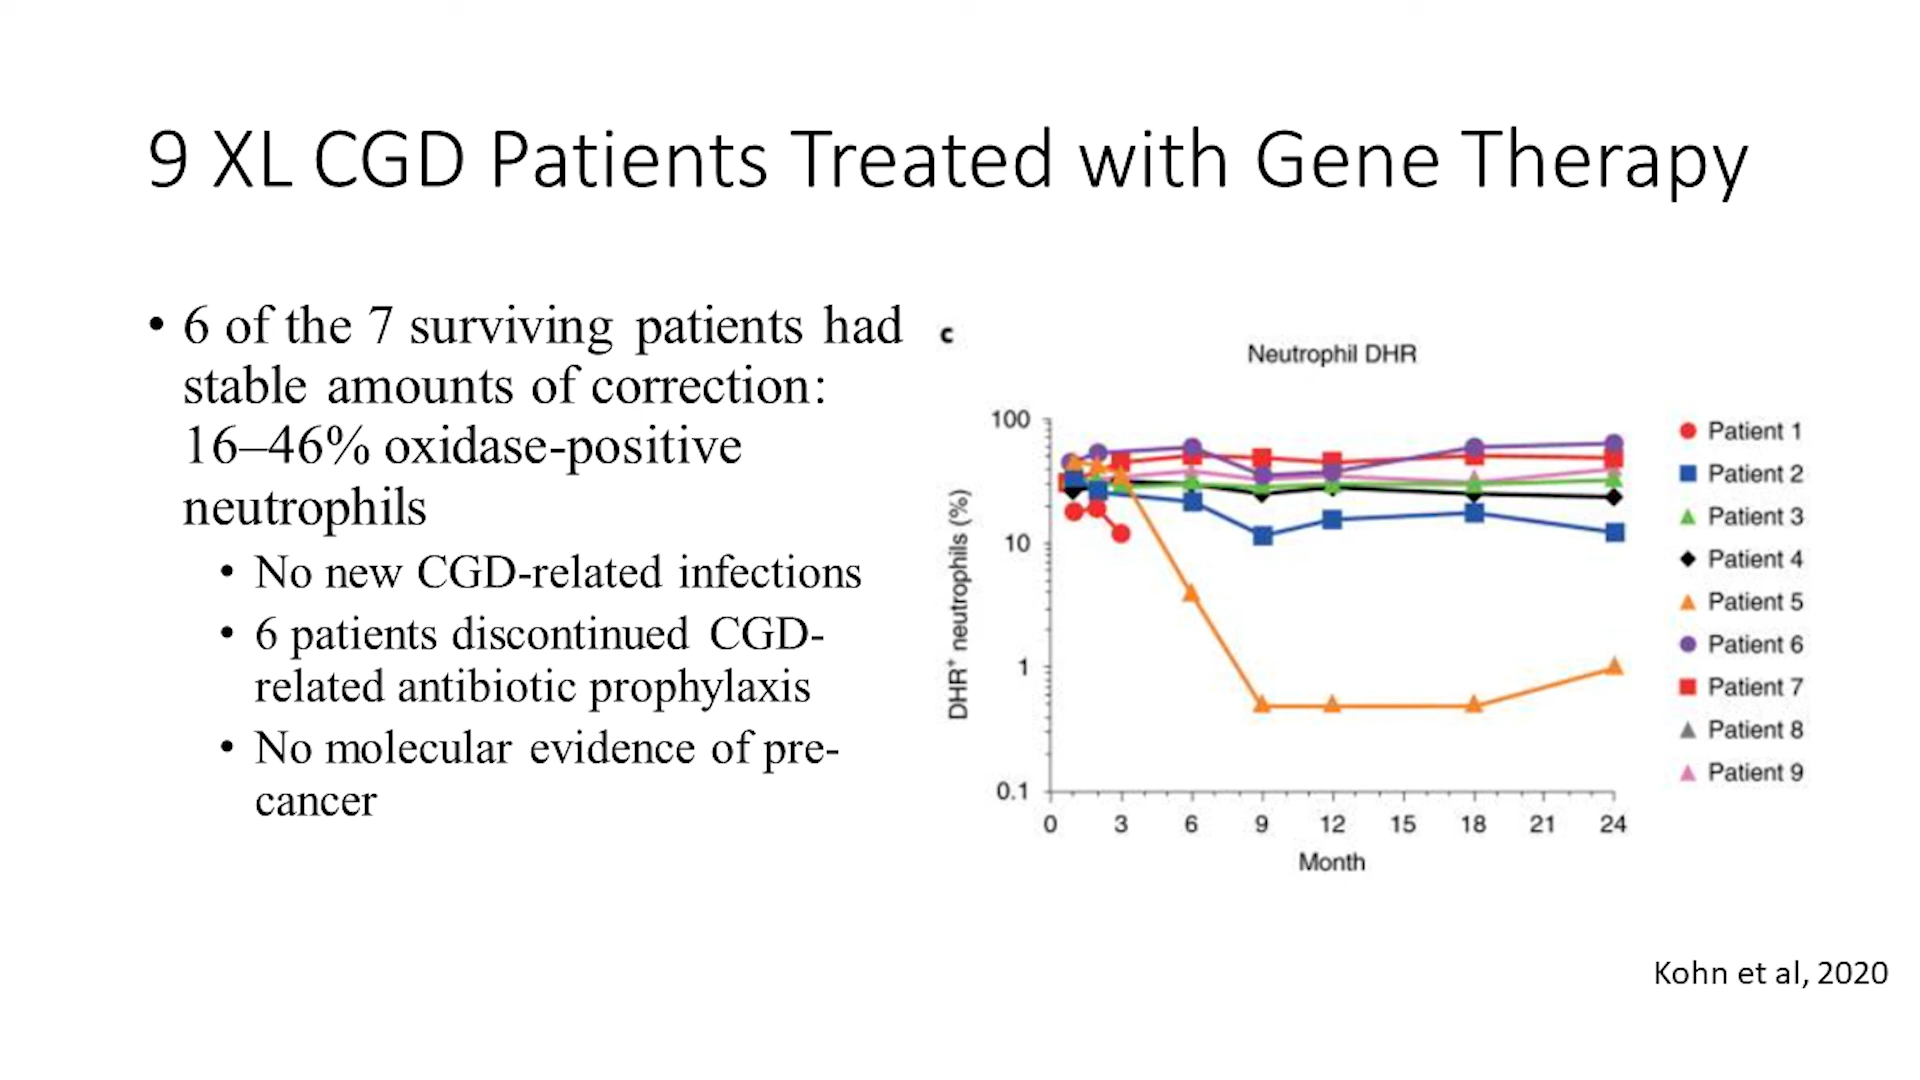 9 XL CGD Patients Treated with Gene Therapy
• 6 of the 7 surviving patients had
stable amounts of correction:
16–46% oxidase-positive
neutrophils
• No new CGD-related infections
• 6 patients discontinued CGD-
related antibiotic prophylaxis
• No molecular evidence of pre-
cancer
c
Neutrophil DHR
DHR⁺ neutrophils (%)
100
10
1
0.1
0 3 6 9 12 15 18 21 24
Month
Patient 1
Patient 2
Patient 3
Patient 4
Patient 5
Patient 6
Patient 7
Patient 8
Patient 9
Kohn et al, 2020